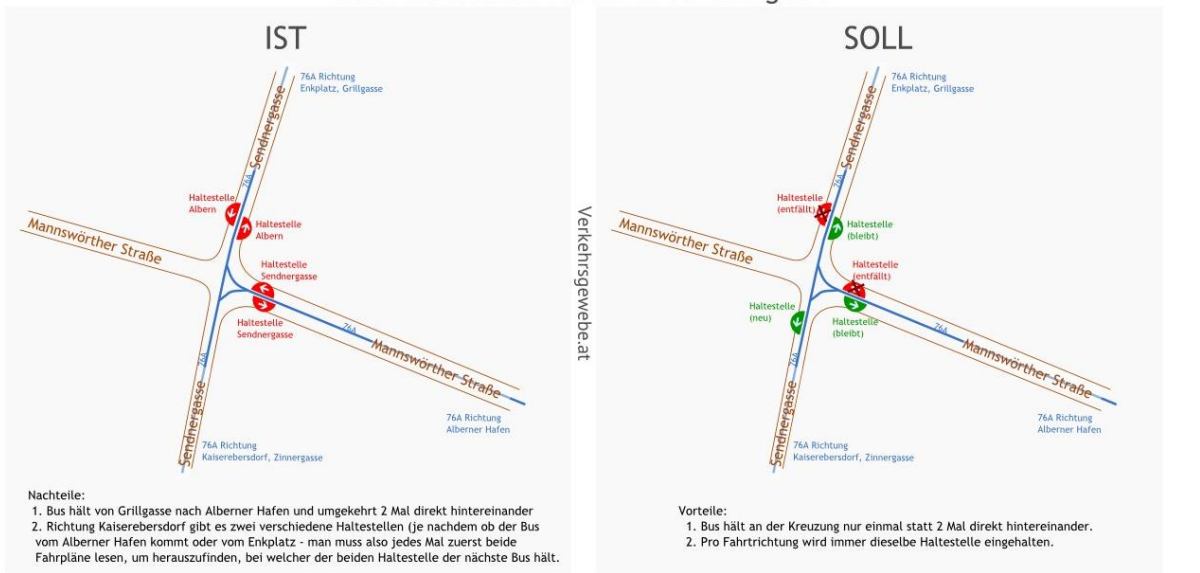 IST
76A Richtung
Enkplatz, Grillgasse
Sendnergasse
76A
Haltestelle
Albern
Haltestelle
Albern
Mannswörther Straße
Haltestelle
Sendnergasse
Haltestelle
Sendnergasse
76A
Mannswörther Straße
76A
Sendnergasse
76A Richtung
Alberner Hafen
76A Richtung
Kaiserebersdorf, Zinnergasse
Nachteile:
1. Bus hält von Grillgasse nach Alberner Hafen und umgekehrt 2 Mal direkt hintereinander
2. Richtung Kaiserebersdorf gibt es zwei verschiedene Haltestellen (je nachdem ob der Bus
vom Alberner Hafen kommt oder vom Enkplatz - man muss also jedes Mal zuerst beide
Fahrpläne lesen, um herauszufinden, bei welcher der beiden Haltestelle der nächste Bus hält.
Verkehrsgewebe.at
SOLL
76A Richtung
Enkplatz, Grillgasse
Sendnergasse
76A
Haltestelle
(entfällt)
Haltestelle
(bleibt)
Mannswörther Straße
Haltestelle
(entfällt)
Haltestelle
(neu)
Haltestelle
(bleibt)
76A
Mannswörther Straße
76A
Sendnergasse
76A Richtung
Alberner Hafen
76A Richtung
Kaiserebersdorf, Zinnergasse
Vorteile:
1. Bus hält an der Kreuzung nur einmal statt 2 Mal direkt hintereinander.
2. Pro Fahrtrichtung wird immer dieselbe Haltestelle eingehalten.